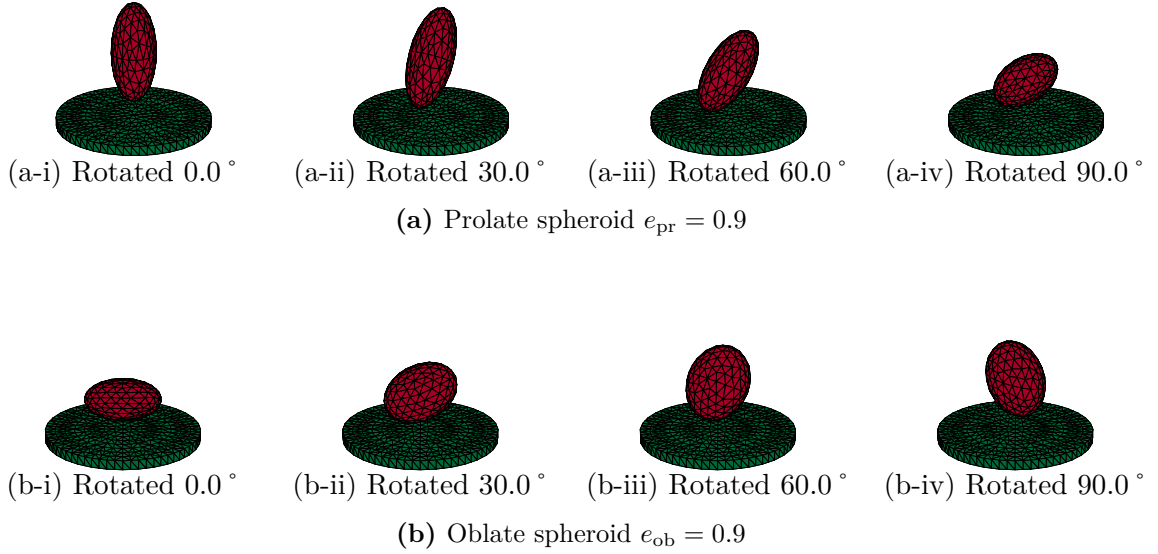 (a-i) Rotated 0.0° (a-ii) Rotated 30.0° (a-iii) Rotated 60.0° (a-iv) Rotated 90.0°
(a) Prolate spheroid e_pr = 0.9
(b-i) Rotated 0.0° (b-ii) Rotated 30.0° (b-iii) Rotated 60.0° (b-iv) Rotated 90.0°
(b) Oblate spheroid e_ob = 0.9